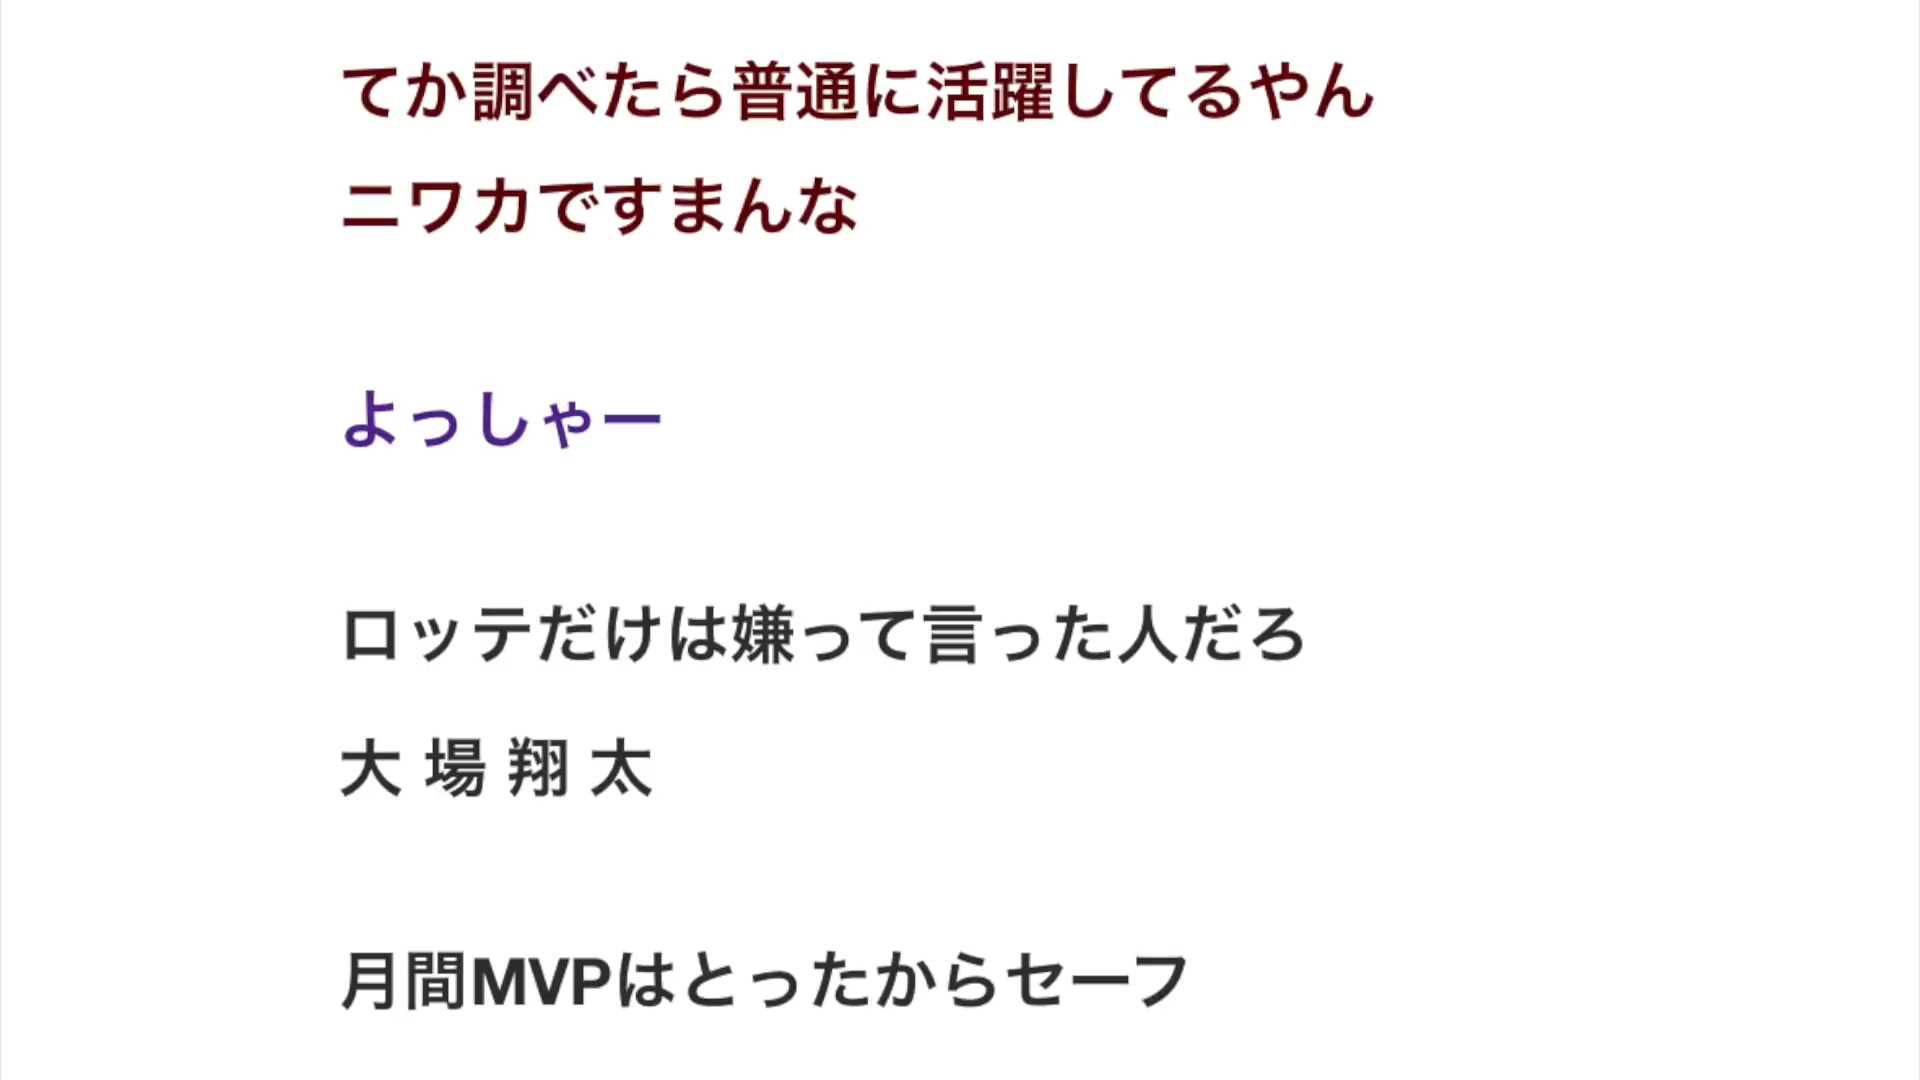 てか調べたら普通に活躍してるやん
ニワカですまんな
よっしゃー
ロッテだけは嫌って言った人だろ
大 場 翔 太
月間MVPはとったからセーフ